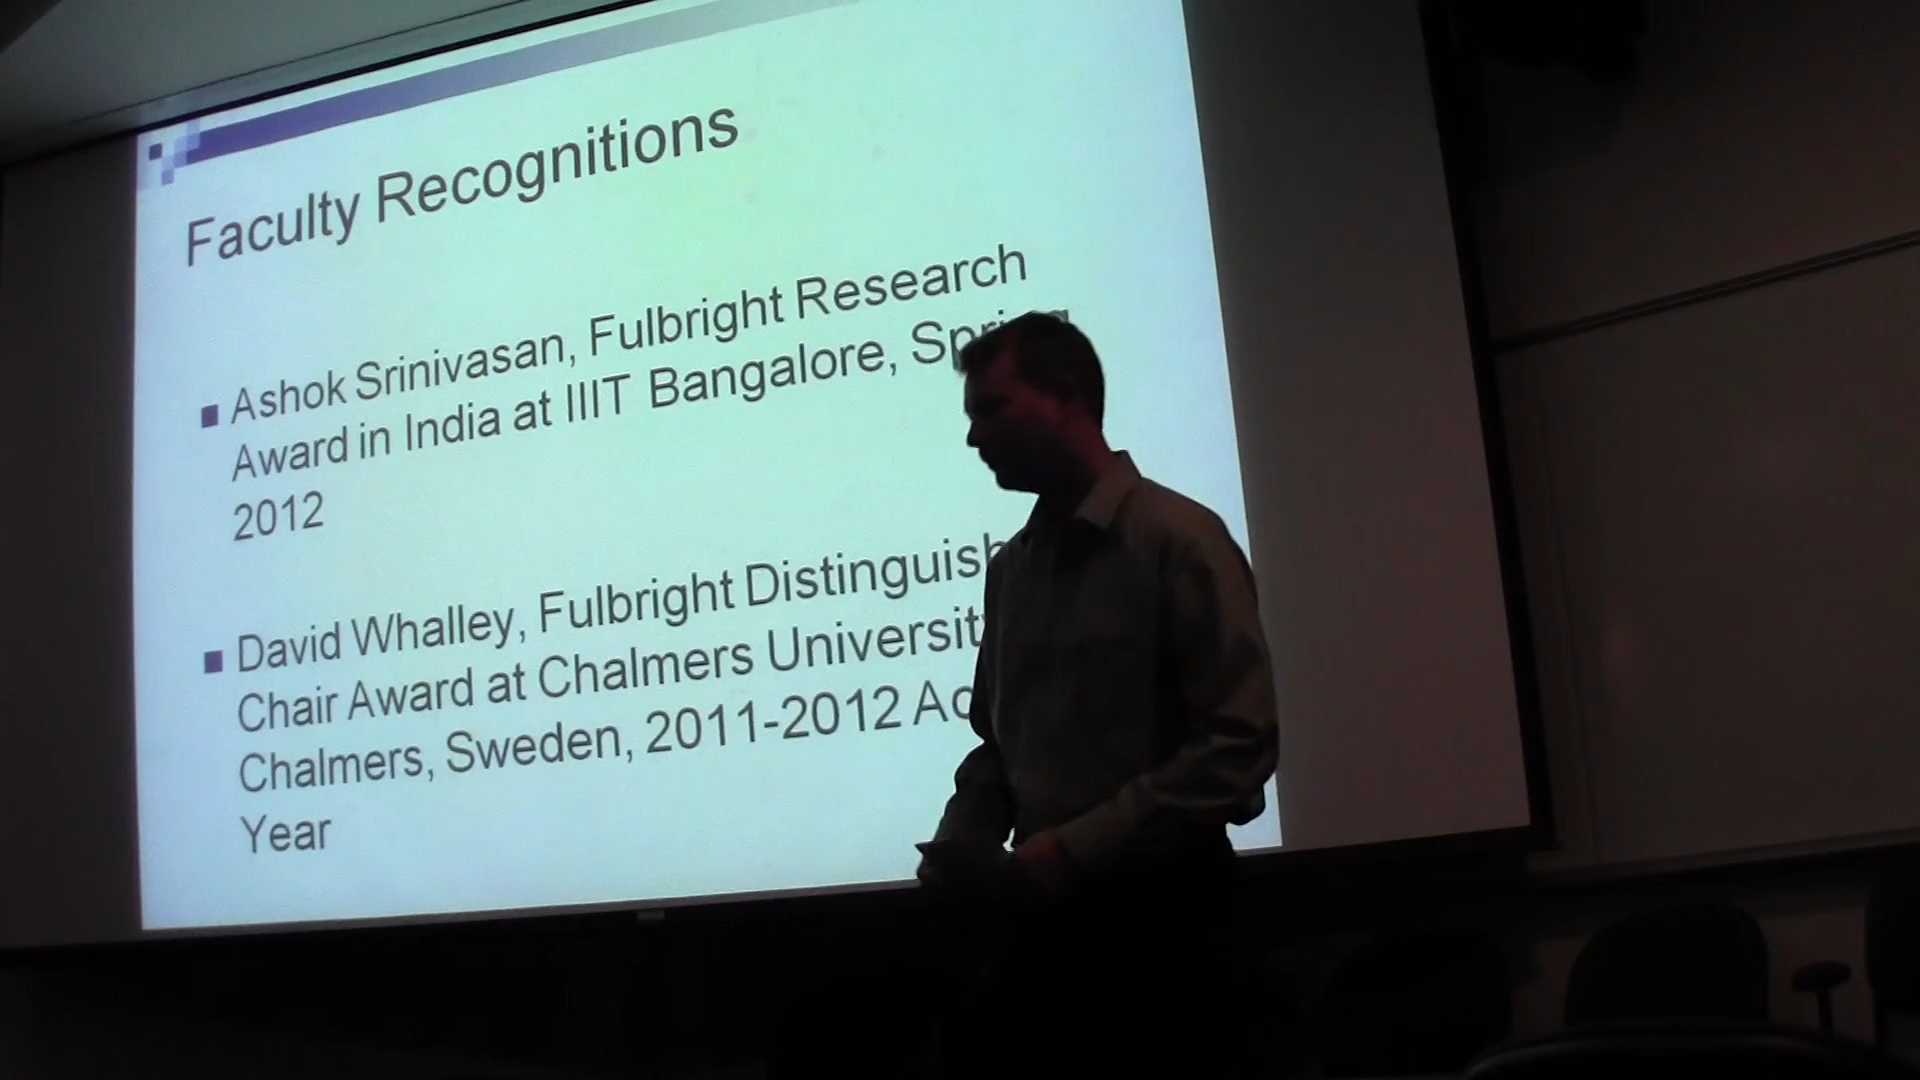 Faculty Recognitions
Ashok Srinivasan, Fulbright Research
Award in India at IIIT Bangalore,
2012
David Whalley, Fulbright
Chair Award at Chalmers
Chalmers, Sweden, 2011-2012
Year